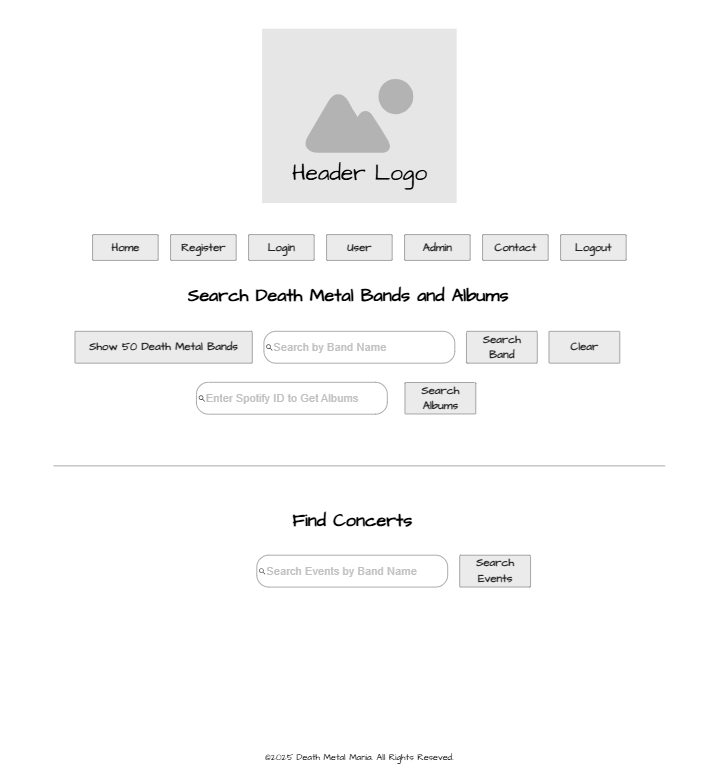 Header Logo
Home Register Login User Admin Contact Logout
Search Death Metal Bands and Albums
Show 50 Death Metal Bands
Search by Band Name
Search
Band
Clear
Enter Spotify ID to Get Albums
Search
Albums
Find Concerts
Search Events by Band Name
Search
Events
©2025 Death Metal Mania. All Rights Reseved.